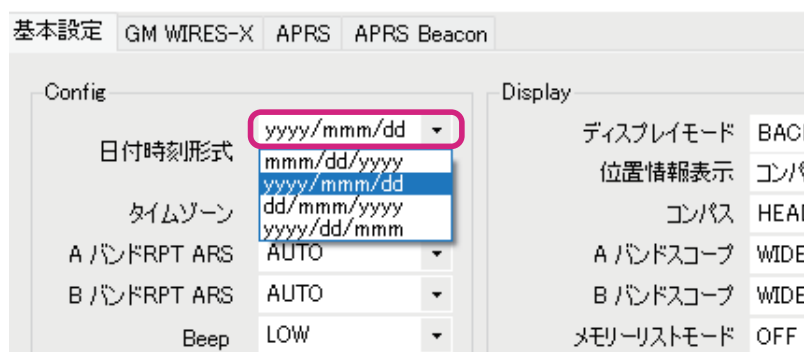 基本設定 GM WIRES-X APRS APRS Beacon
Config
日付時刻形式 yyyy/mmm/dd
mmm/dd/yyyy
yyyy/mmm/dd
dd/mmm/yyyy
yyyy/dd/mmm
タイムゾーン
A バンドRPT ARS AUTO
B バンドRPT ARS AUTO
Beep LOW
Display
ディスプレイモード
位置情報表示
コンパス
A バンドスコープ WIDE
B バンドスコープ WIDE
メモリーリストモード OFF